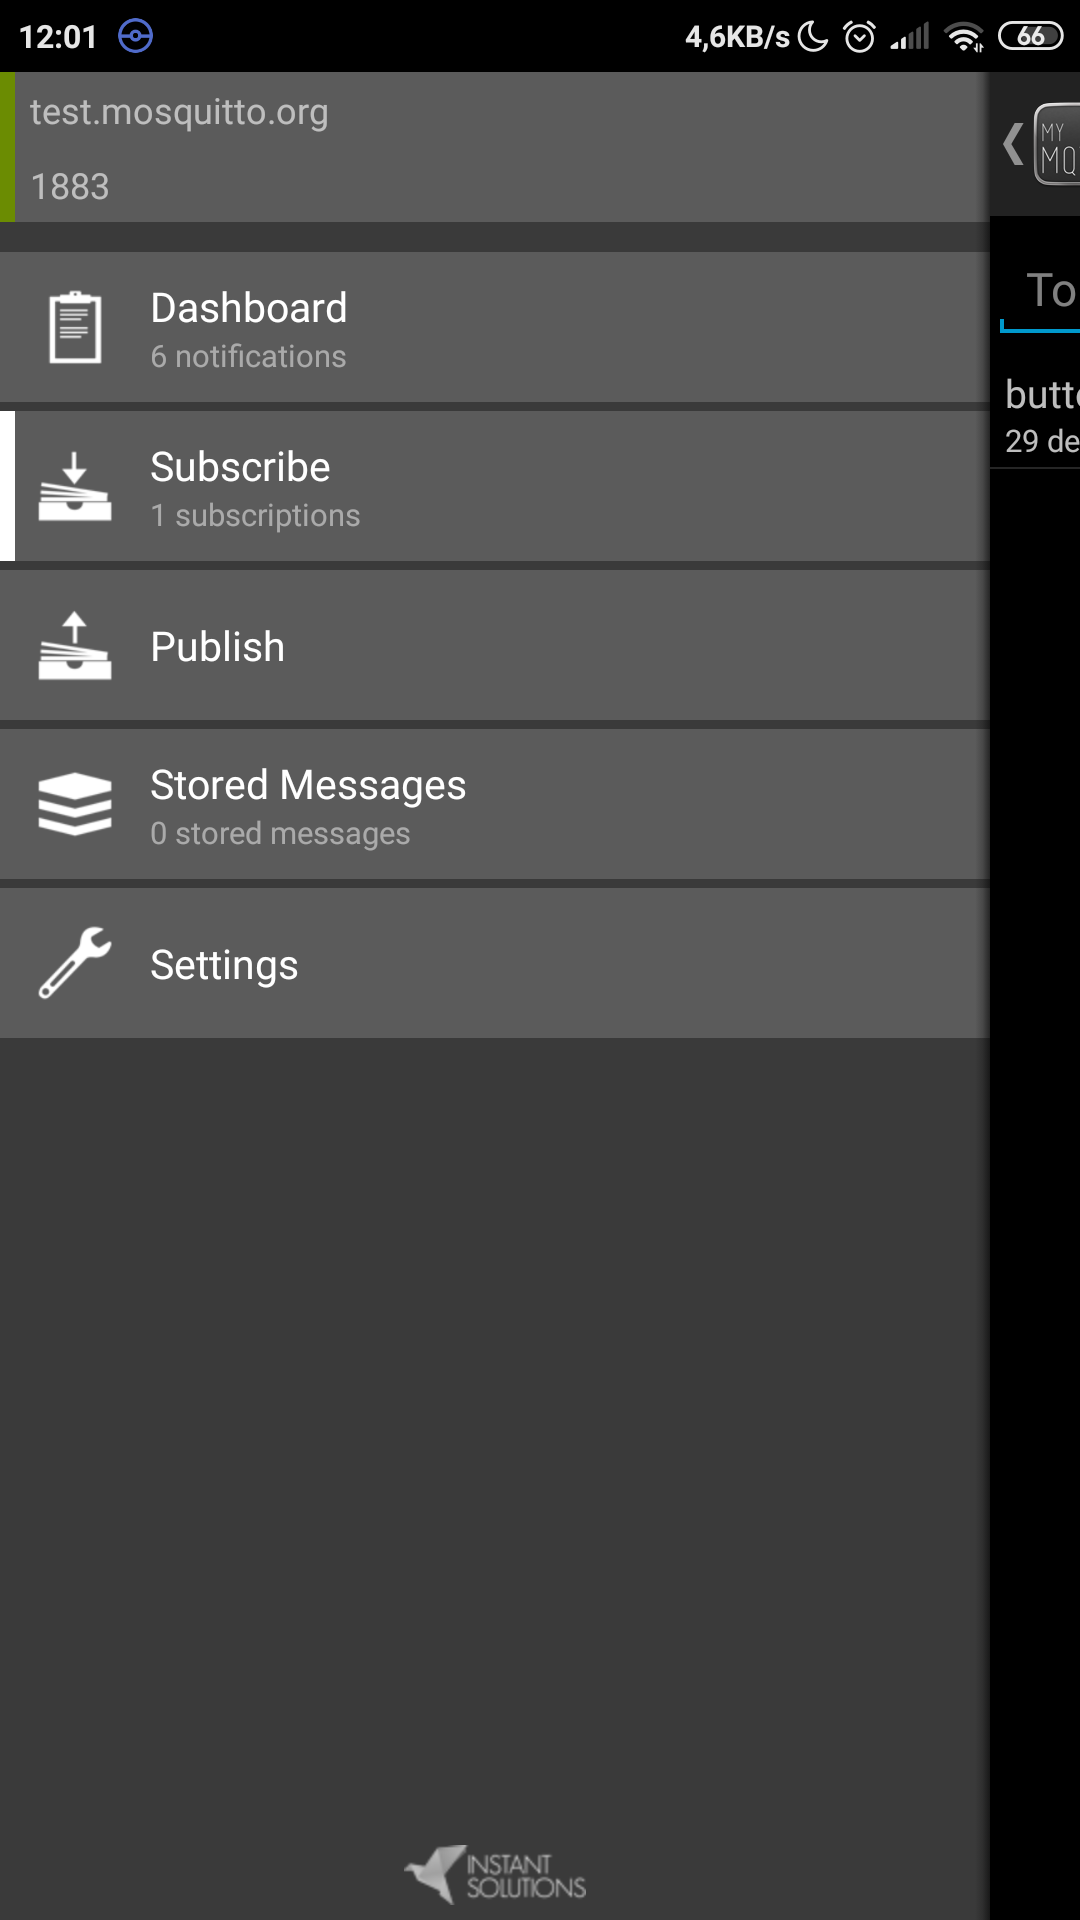 12:01
4,6KB/s
66
test.mosquitto.org
1883
MY
MQ
Dashboard
6 notifications
To
butt
29 de
Subscribe
1 subscriptions
Publish
Stored Messages
0 stored messages
Settings
INSTANT
SOLUTIONS